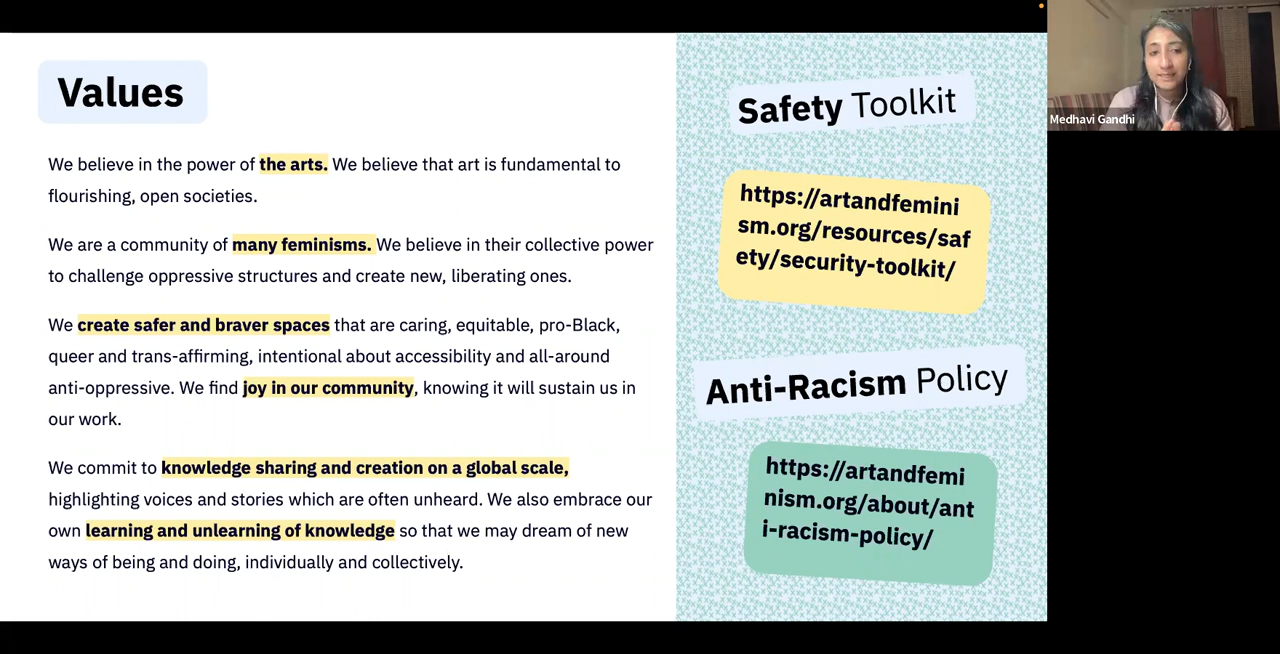 Values
We believe in the power of the arts. We believe that art is fundamental to
flourishing, open societies.
We are a community of many feminisms. We believe in their collective power
to challenge oppressive structures and create new, liberating ones.
We create safer and braver spaces that are caring, equitable, pro-Black,
queer and trans-affirming, intentional about accessibility and all-around
anti-oppressive. We find joy in our community, knowing it will sustain us in
our work.
We commit to knowledge sharing and creation on a global scale,
highlighting voices and stories which are often unheard. We also embrace our
own learning and unlearning of knowledge so that we may dream of new
ways of being and doing, individually and collectively.
Safety Toolkit
https://artandfemini
sm.org/resources/saf
ety/security-toolkit/
Anti-Racism Policy
https://artandfemi
nism.org/about/ant
i-racism-policy/
Medhavi Gandhi